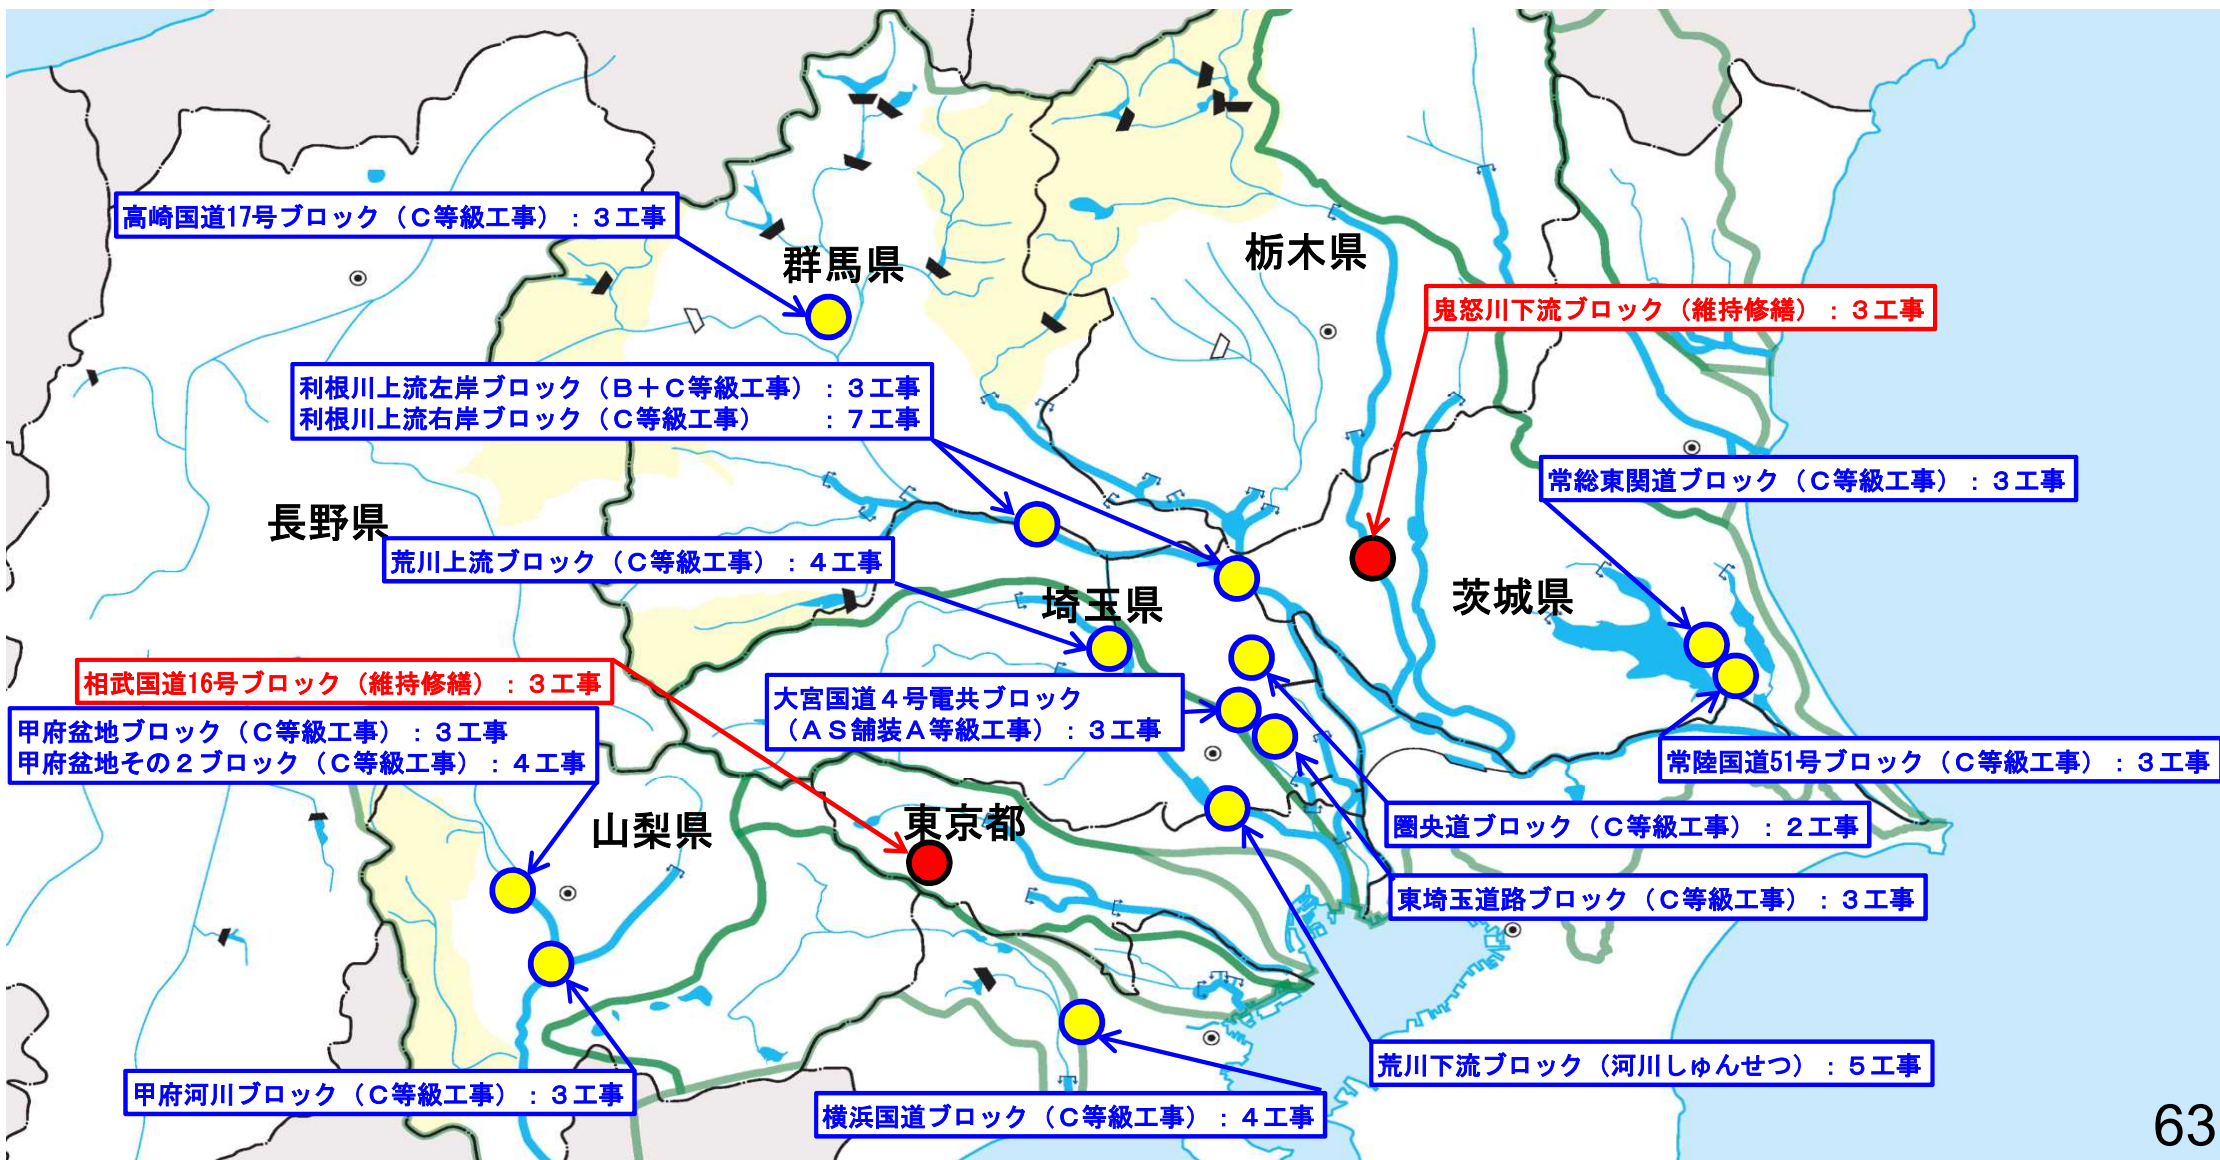 高崎国道17号ブロック（Ｃ等級工事）：３工事
群馬県
栃木県
鬼怒川下流ブロック（維持修繕）：３工事
利根川上流左岸ブロック（Ｂ＋Ｃ等級工事）：３工事
利根川上流右岸ブロック（Ｃ等級工事）　　：７工事
常総東関道ブロック（Ｃ等級工事）：３工事
長野県
荒川上流ブロック（Ｃ等級工事）：４工事
埼玉県
茨城県
相武国道16号ブロック（維持修繕）：３工事
大宮国道４号電共ブロック
（ＡＳ舗装Ａ等級工事）：３工事
甲府盆地ブロック（Ｃ等級工事）：３工事
甲府盆地その２ブロック（Ｃ等級工事）：４工事
常陸国道51号ブロック（Ｃ等級工事）：３工事
山梨県
東京都
圏央道ブロック（Ｃ等級工事）：２工事
東埼玉道路ブロック（Ｃ等級工事）：３工事
荒川下流ブロック（河川しゅんせつ）：５工事
甲府河川ブロック（Ｃ等級工事）：３工事
横浜国道ブロック（Ｃ等級工事）：４工事
63